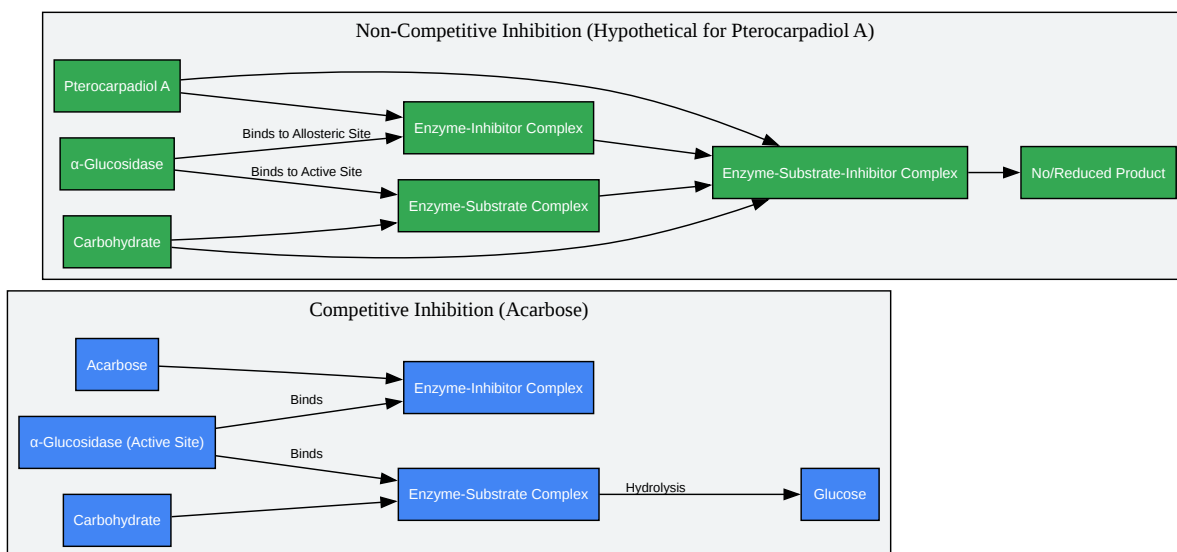 Non-Competitive Inhibition (Hypothetical for Pterocarpadiol A)
Pterocarpadiol A
Binds to Allosteric Site
Enzyme-Inhibitor Complex
α-Glucosidase
Binds to Active Site
Enzyme-Substrate-Inhibitor Complex
No/Reduced Product
Enzyme-Substrate Complex
Carbohydrate
Competitive Inhibition (Acarbose)
Acarbose
Enzyme-Inhibitor Complex
Binds
α-Glucosidase (Active Site)
Binds
Enzyme-Substrate Complex
Hydrolysis
Glucose
Carbohydrate